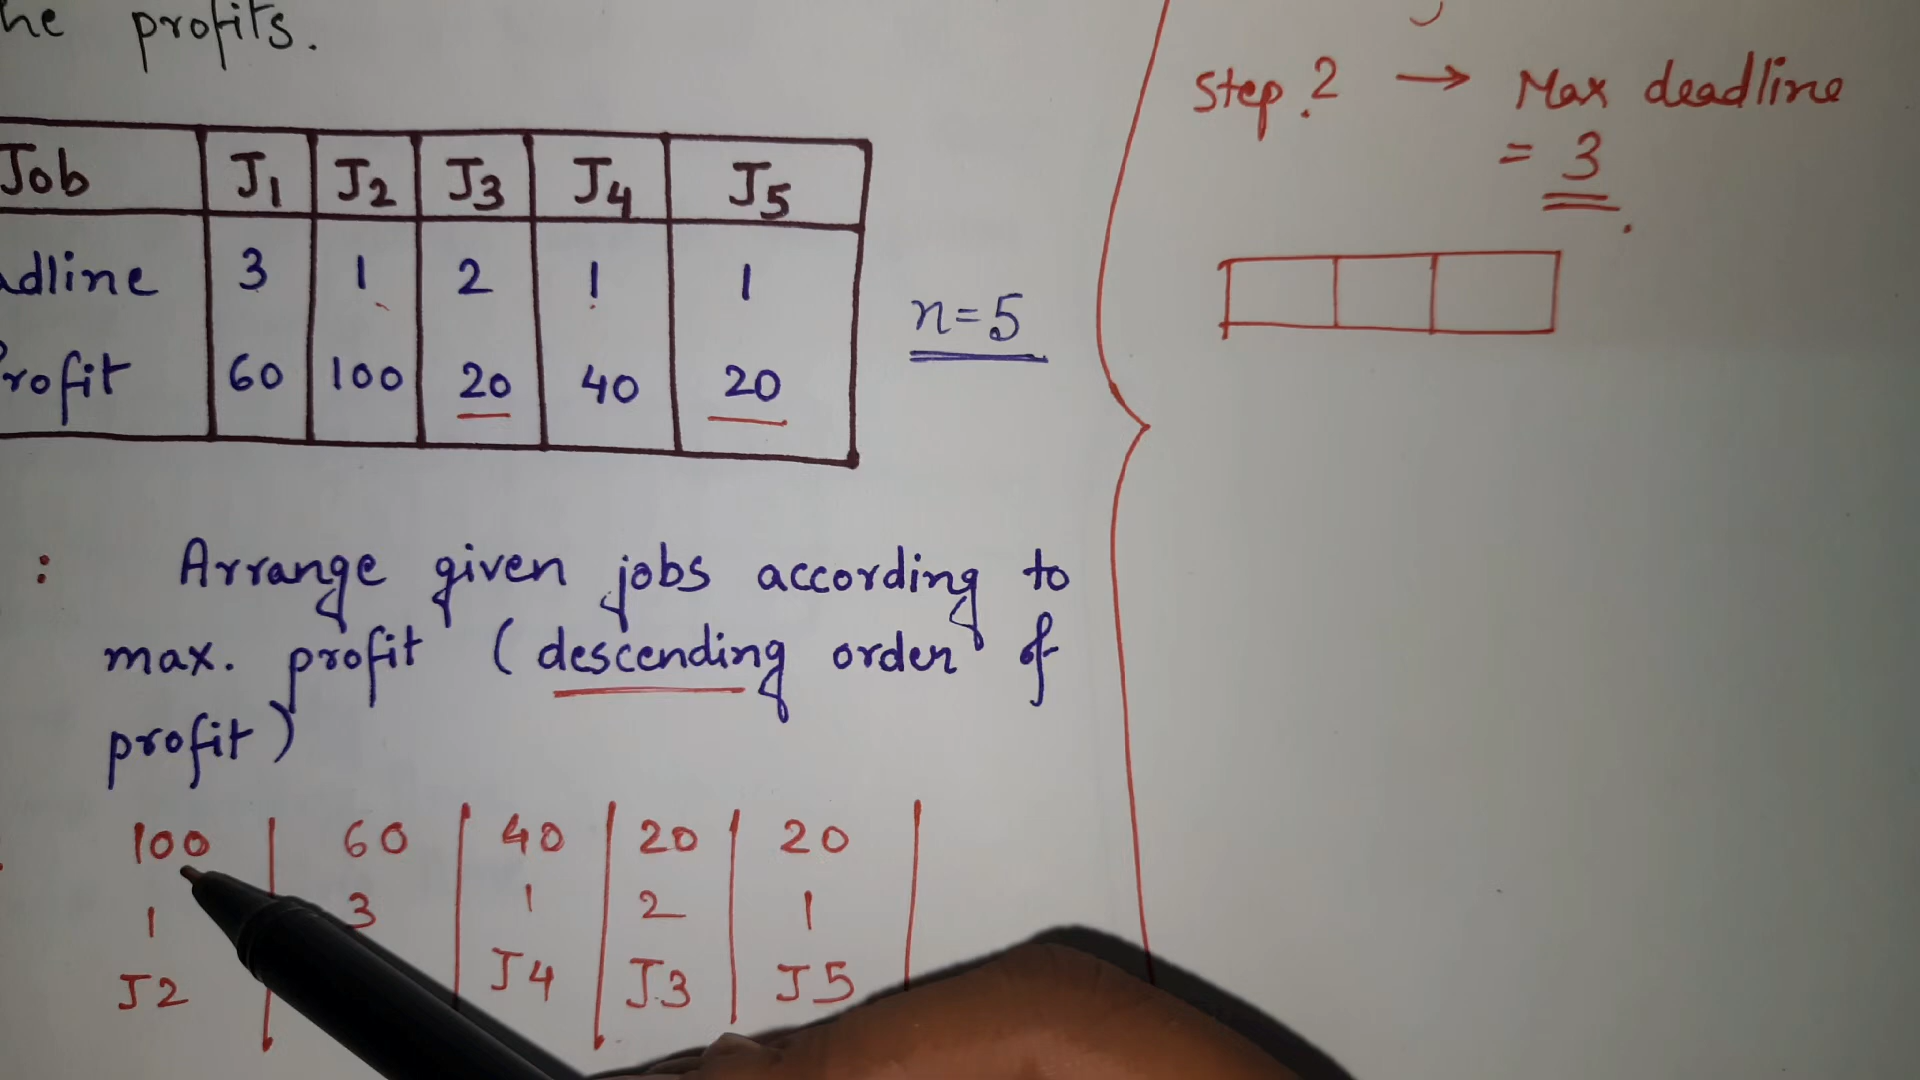 he profits.
Job J1 J2 J3 J4 J5
adline 3 1 2 1 1
rofit 60 100 20 40 20
n=5
: Arrange given jobs according to
max. profit (descending order of
profit)
100 60 40 20 20
1 3 1 2 1
J2 J4 J3 J5
Step.2 → Max deadline
= 3